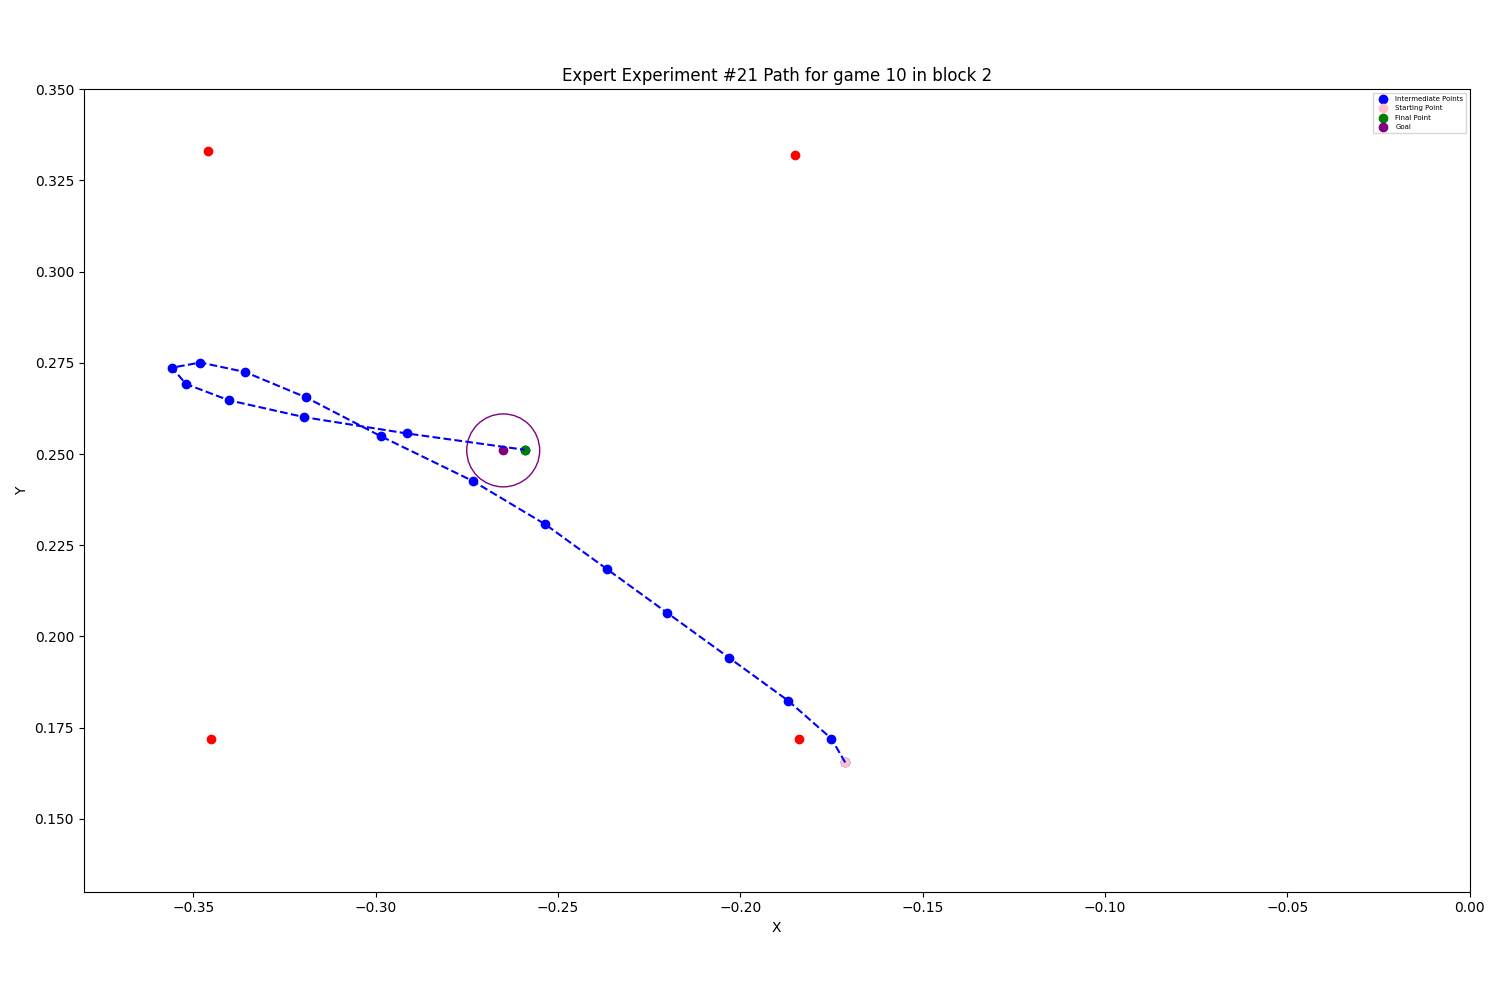 Expert Experiment #21 Path for game 10 in block 2
Intermediate Points
Starting Point
Final Point
Goal
0.350
0.325
0.300
0.275
0.250
0.225
0.200
0.175
0.150
Y
−0.35 −0.30 −0.25 −0.20 −0.15 −0.10 −0.05 0.00
X